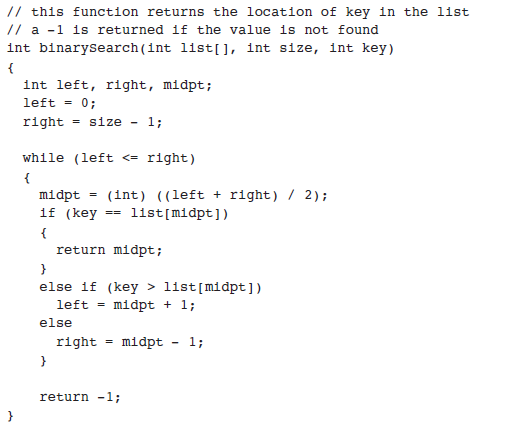 // this function returns the location of key in the list
// a -1 is returned if the value is not found
int binarySearch(int list[], int size, int key)
{
  int left, right, midpt;
  left = 0;
  right = size - 1;

  while (left <= right)
  {
    midpt = (int) ((left + right) / 2);
    if (key == list[midpt])
    {
      return midpt;
    }
    else if (key > list[midpt])
      left = midpt + 1;
    else
      right = midpt - 1;
    }

    return -1;
}